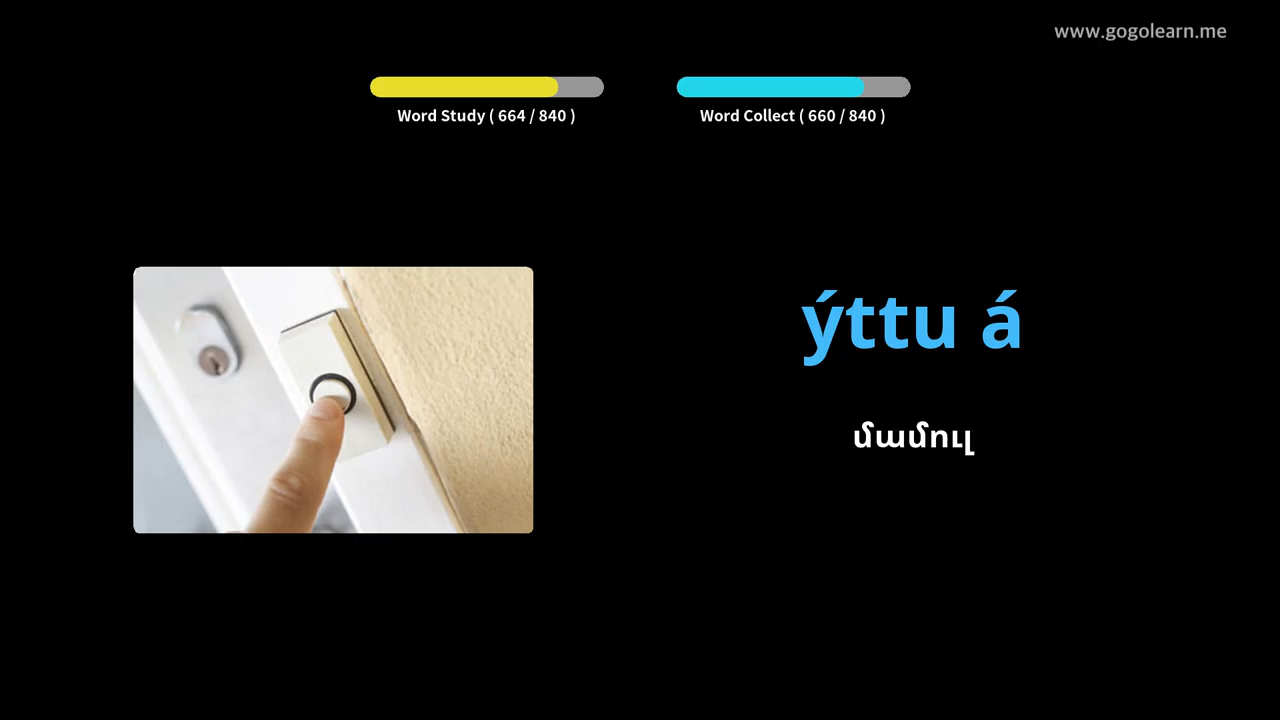 www.gogolearn.me
Word Study ( 664 / 840 )
Word Collect ( 660 / 840 )
ýttu á
մամուլ